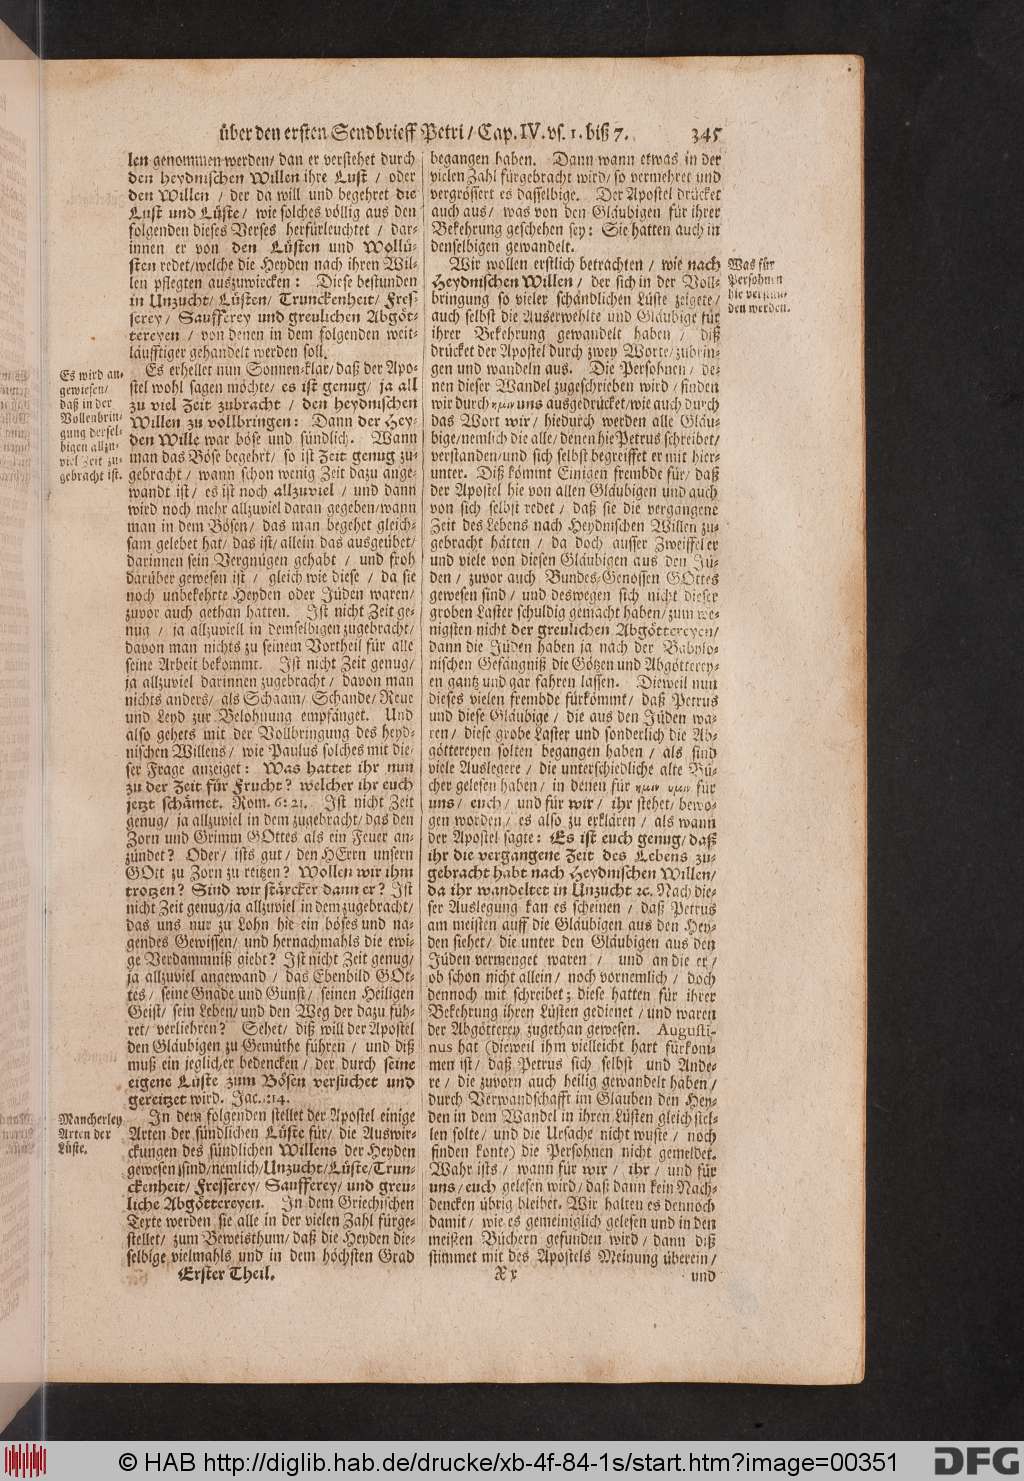 über den ersten Sendbrieff Petri / Cap. IV. vs. 1. biß 7. 345
len genommen werden / dan er verstehet durch
den heydnischen Willen ihre Lust / oder
den Willen / der da will und begehret die
Lust und Lüste / wie solches völlig aus den
folgenden dieses Verses herfürleuchtet / dar-
innen er von den Lüsten und Wollü-
sten redet / welche die Heyden nach ihren Wil-
len pflegten auszuwircken: Diese bestunden
in Unzucht / Lüsten / Trunckenheit / Fres-
serey / Saufferey und greulichen Abgöt-
tereyen / von denen in dem folgenden weit-
läufftiger gehandelt werden soll.
Es erhellet nun Sonnen-klar / daß der Apo-
stel wohl sagen möchte / es ist genug / ja all
zu viel Zeit zubracht / den heydnischen
Willen zu vollbringen: Dann der Hey-
den Wille war böse und sündlich. Wann
man das Böse begehrt / so ist Zeit genug zu-
gebracht / wann schon wenig Zeit dazu ange-
wandt ist / es ist noch allzuviel / und dann
wird noch mehr allzuviel daran gegeben / wann
man in dem Bösen / das man begehet gleich-
sam gelebet hat / das ist / allein das ausgeübet /
darinnen sein Vergnügen gehabt / und froh
darüber gewesen ist / gleich wie diese / da sie
noch unbekehrte Heyden oder Jüden waren /
zuvor auch gethan hatten. Ist nicht Zeit ge-
nug / ja allzuviell in demselbigen zugebracht /
davon man nichts zu seinem Vortheil für alle
seine Arbeit bekommt. Ist nicht Zeit genug /
ja allzuviel darinnen zugebracht / davon man
nichts anders / als Schaam / Schande / Reue
und Leyd zur Belohnung empfänget. Und
also gehets mit der Vollbringung des heyd-
nischen Willens / wie Paulus solches mit die-
ser Frage anzeiget: Was hattet ihr nun
zu der Zeit für Frucht? welcher ihr euch
jetzt schämet. Rom. 6: 21. Ist nicht Zeit
genug / ja allzuviel in dem zugebracht / das den
Zorn und Grimm GOttes als ein Feuer an-
zündet? Oder / ists gut / den HErrn unsern
GOtt zu Zorn zu reitzen? Wollen wir ihm
trotzen? Sind wir stärcker dann er? Ist
nicht Zeit genug / ja allzuviel in dem zugebracht /
das uns nur zu Lohn hie ein böses und na-
gendes Gewissen / und hernachmahls die ewi-
ge Verdammniß giebt? Ist nicht Zeit genug /
ja allzuviel angewand / das Ebenbild GOt-
tes / seine Gnade und Gunst / seinen Heiligen
Geist / sein Leben / und den Weg der dazu füh-
ret / verliehren? Sehet / diß will der Apostel
den Gläubigen zu Gemüthe führen / und diß
muß ein jeglicher bedencken / der durch seine
eigene Lüste zum Bösen versuchet und
gereitzet wird. Jac. :14.
In dem folgenden stellet der Apostel einige
Arten der sündlichen Lüste für / die Auswir-
ckungen des sündlichen Willens der Heyden
gewesen sind / nemlich / Unzucht / Lüste / Trun-
ckenheit / Fresserey / Saufferey / und greu-
liche Abgöttereyen. In dem Griechischen
Texte werden sie alle in der vielen Zahl fürge-
stellet / zum Beweisthum / daß die Heyden die-
selbige vielmahls und in dem höchsten Grad
Erster Theil.
Es wird an-
gewiesen /
daß in der
Vollenbrin-
gung dersel-
bigen allzu-
viel Zeit zu-
gebracht ist.
Mancherley
Arten der
Lüste.
begangen haben. Dann wann etwas in der
vielen Zahl fürgebracht wird / so vermehret und
vergrössert es dasselbige. Der Apostel drücket
auch aus / was von den Gläubigen für ihrer
Bekehrung geschehen sey: Sie hatten auch in
denselbigen gewandelt.
Wir wollen erstlich betrachten / wie nach
Heydnischen Willen / der sich in der Voll-
bringung so vieler schändlichen Lüste zeigete /
auch selbst die Auserwehlte und Gläubige für
ihrer Bekehrung gewandelt haben / diß
drücket der Apostel durch zwey Worte / zubrin-
gen und wandeln aus. Die Persohnen / de-
nen dieser Wandel zugeschrieben wird / finden
wir durch ἡμῖν uns ausgedrücket / wie auch durch
das Wort wir / hiedurch werden alle Gläu-
bige / nemlich die alle / denen hie Petrus schreibet /
verstanden / und sich selbst begreiffet er mit hier-
unter. Diß kömmt Einigen frembde für / daß
der Apostel hie von allen Gläubigen und auch
von sich selbst redet / daß sie die vergangene
Zeit des Lebens nach Heydnischen Willen zu-
gebracht hätten / da doch ausser Zweiffel er
und viele von diesen Gläubigen aus den Jü-
den / zuvor auch Bundes-Genossen GOttes
gewesen sind / und deswegen sich nicht dieser
groben Laster schuldig gemacht haben / zum we-
nigsten nicht der greulichen Abgöttereyen /
dann die Jüden haben ja nach der Babylo-
nischen Gefängniß die Götzen und Abgötterey-
en gantz und gar fahren lassen. Dieweil nun
dieses vielen frembde fürkömmt / daß Petrus
und diese Gläubige / die aus den Jüden wa-
ren / diese grobe Laster und sonderlich die Ab-
göttereyen solten begangen haben / als sind
viele Auslegere / die unterschiedliche alte Bü-
cher gelesen haben / in denen für ἡμῖν ὑμῖν für
uns / euch / und für wir / ihr stehet / bewo-
gen worden / es also zu erklären / als wann
der Apostel sagte: Es ist euch genug / daß
ihr die vergangene Zeit des Lebens zu-
gebracht habt nach Heydnischen Willen /
da ihr wandeltet in Unzucht ꝛc. Nach die-
ser Auslegung kan es scheinen / daß Petrus
am meisten auff die Gläubigen aus den Hey-
den siehet / die unter den Gläubigen aus den
Jüden vermenget waren / und an die er /
ob schon nicht allein / noch vornemlich / doch
dennoch mit schreibet; diese hatten für ihrer
Bekehrung ihren Lüsten gedienet / und waren
der Abgötterey zugethan gewesen. Augusti-
nus hat (dieweil ihm vielleicht hart fürkom-
men ist / daß Petrus sich selbst und Ande-
re / die zuvorn auch heilig gewandelt haben /
durch Verwandschafft im Glauben den Hey-
den in dem Wandel in ihren Lüsten gleich stel-
len solte / und die Ursache nicht wuste / noch
finden konte) die Persohnen nicht gemeldet.
Wahr ists / wann für wir / ihr / und für
uns / euch gelesen wird / daß dann kein Nach-
dencken übrig bleibet. Wir halten es dennoch
damit / wie es gemeiniglich gelesen und in den
meisten Büchern gefunden wird / dann diß
stimmet mit des Apostels Meinung überein /
Xx und
Was für
Persohnen
hie verstan-
den werden.
© HAB http://diglib.hab.de/drucke/xb-4f-84-1s/start.htm?image=00351
DFG